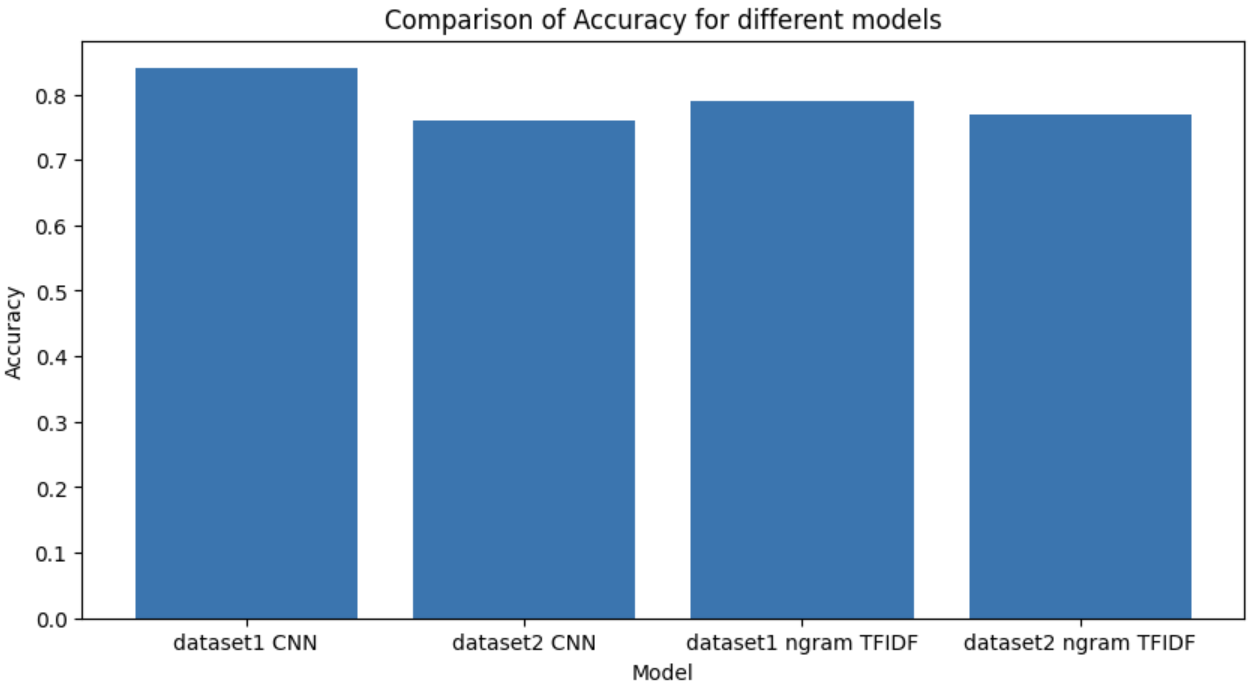 Comparison of Accuracy for different models
Accuracy
0.8
0.7
0.6
0.5
0.4
0.3
0.2
0.1
0.0
dataset1 CNN
dataset2 CNN
dataset1 ngram TFIDF
dataset2 ngram TFIDF
Model